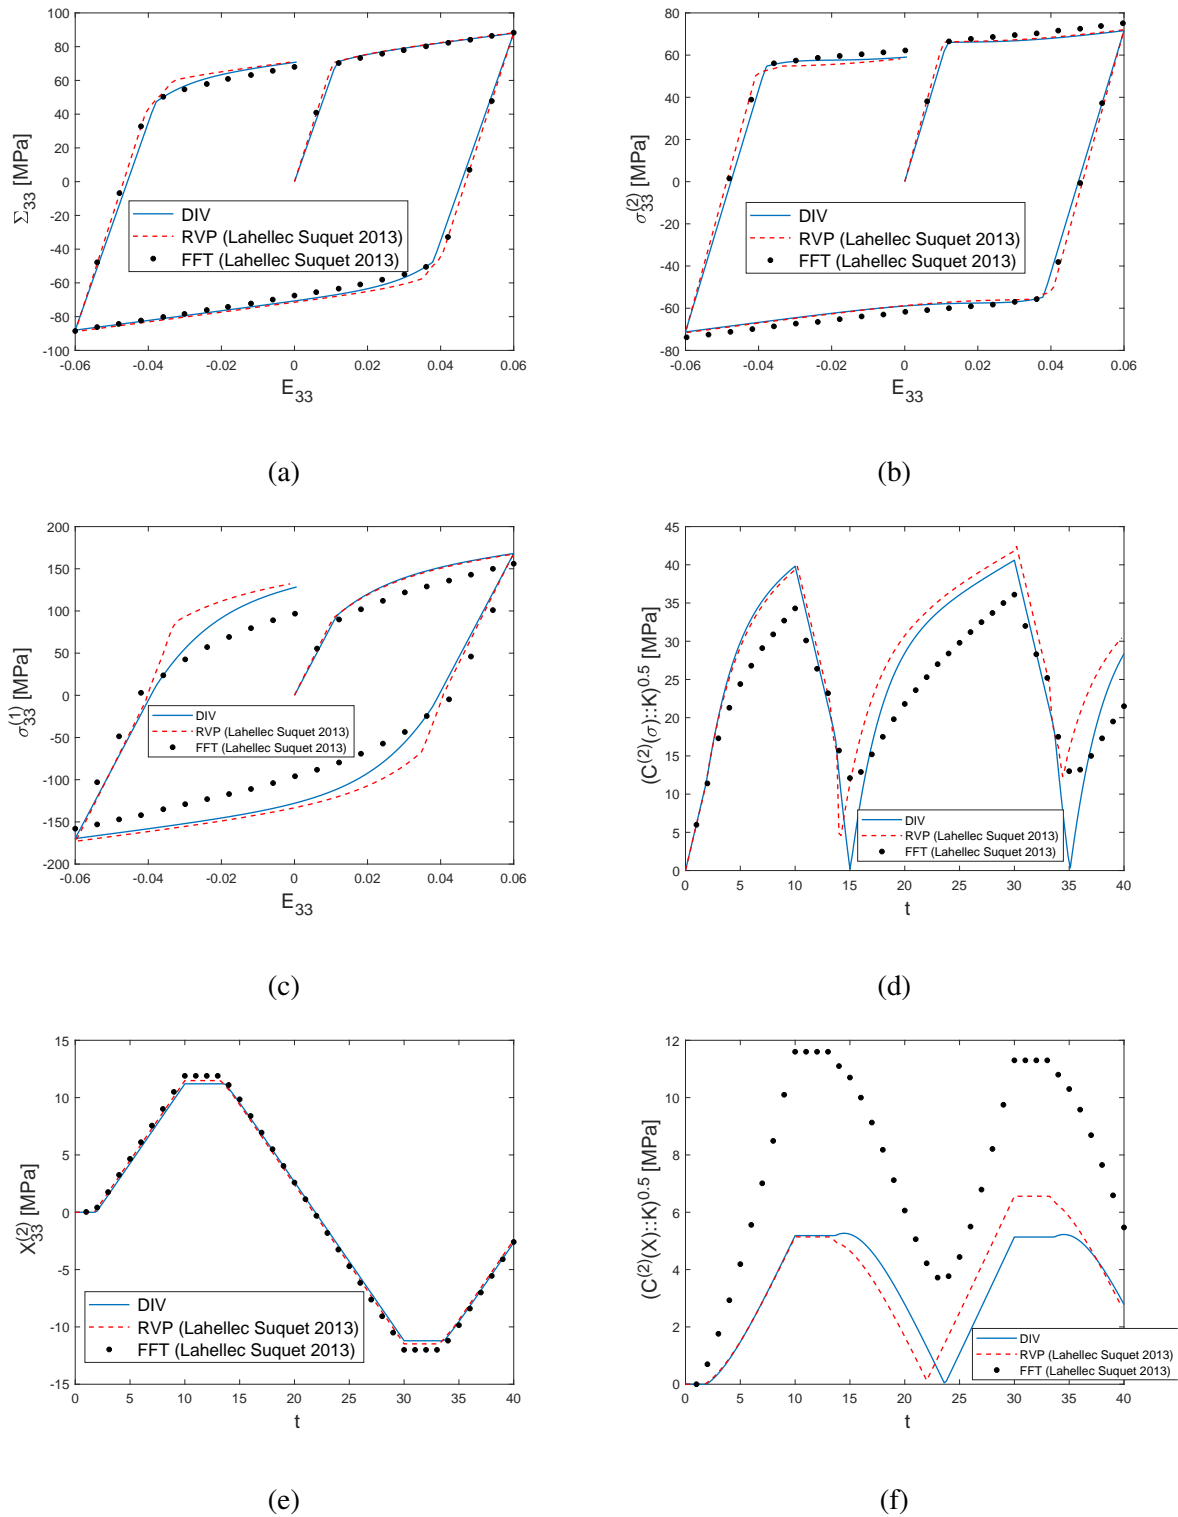 100
80
60
40
20
0
-20
-40
-60
-80
-100
Σ33 [MPa]
DIV
RVP (Lahellec Suquet 2013)
FFT (Lahellec Suquet 2013)
-0.06 -0.04 -0.02 0 0.02 0.04 0.06
E33
(a)
80
60
40
20
0
-20
-40
-60
-80
σ33(2) [MPa]
DIV
RVP (Lahellec Suquet 2013)
FFT (Lahellec Suquet 2013)
-0.06 -0.04 -0.02 0 0.02 0.04 0.06
E33
(b)
200
150
100
50
0
-50
-100
-150
-200
σ33(1) [MPa]
DIV
RVP (Lahellec Suquet 2013)
FFT (Lahellec Suquet 2013)
-0.06 -0.04 -0.02 0 0.02 0.04 0.06
E33
(c)
45
40
35
30
25
20
15
10
5
0
(C(2)(σ)::K)0.5 [MPa]
DIV
RVP (Lahellec Suquet 2013)
FFT (Lahellec Suquet 2013)
0 5 10 15 20 25 30 35 40
t
(d)
15
10
5
0
-5
-10
-15
X33(2) [MPa]
DIV
RVP (Lahellec Suquet 2013)
FFT (Lahellec Suquet 2013)
0 5 10 15 20 25 30 35 40
t
(e)
12
10
8
6
4
2
0
(C(2)(X)::K)0.5 [MPa]
DIV
RVP (Lahellec Suquet 2013)
FFT (Lahellec Suquet 2013)
0 5 10 15 20 25 30 35 40
t
(f)